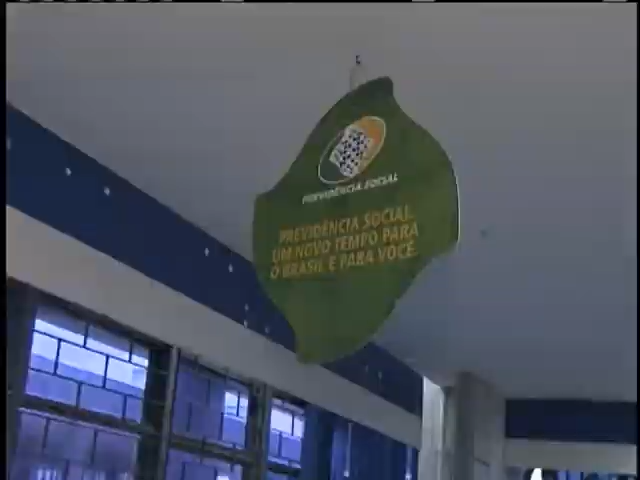 PREVIDÊNCIA SOCIAL
PREVIDÊNCIA SOCIAL.
UM NOVO TEMPO PARA
O BRASIL E PARA VOCÊ.